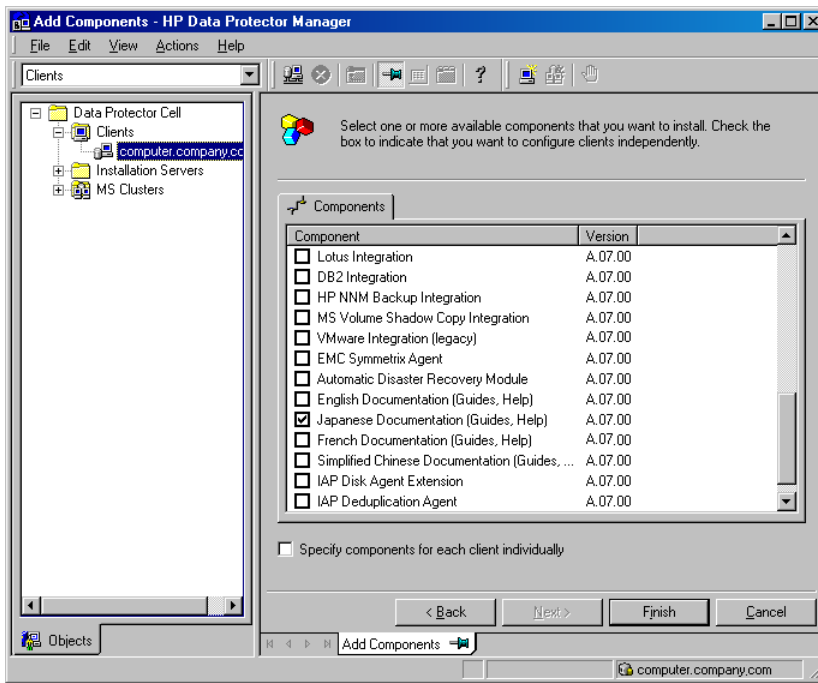 Add Components - HP Data Protector Manager
File Edit View Actions Help
Clients
Data Protector Cell
Clients
computer.company.co
Installation Servers
MS Clusters
Objects
Select one or more available components that you want to install. Check the
box to indicate that you want to configure clients independently.
Components
Component Version
Lotus Integration A.07.00
DB2 Integration A.07.00
HP NNM Backup Integration A.07.00
MS Volume Shadow Copy Integration A.07.00
VMware Integration (legacy) A.07.00
EMC Symmetrix Agent A.07.00
Automatic Disaster Recovery Module A.07.00
English Documentation (Guides, Help) A.07.00
Japanese Documentation (Guides, Help) A.07.00
French Documentation (Guides, Help) A.07.00
Simplified Chinese Documentation (Guides, ... A.07.00
IAP Disk Agent Extension A.07.00
IAP Deduplication Agent A.07.00
Specify components for each client individually
< Back Next > Finish Cancel
Add Components
computer.company.com